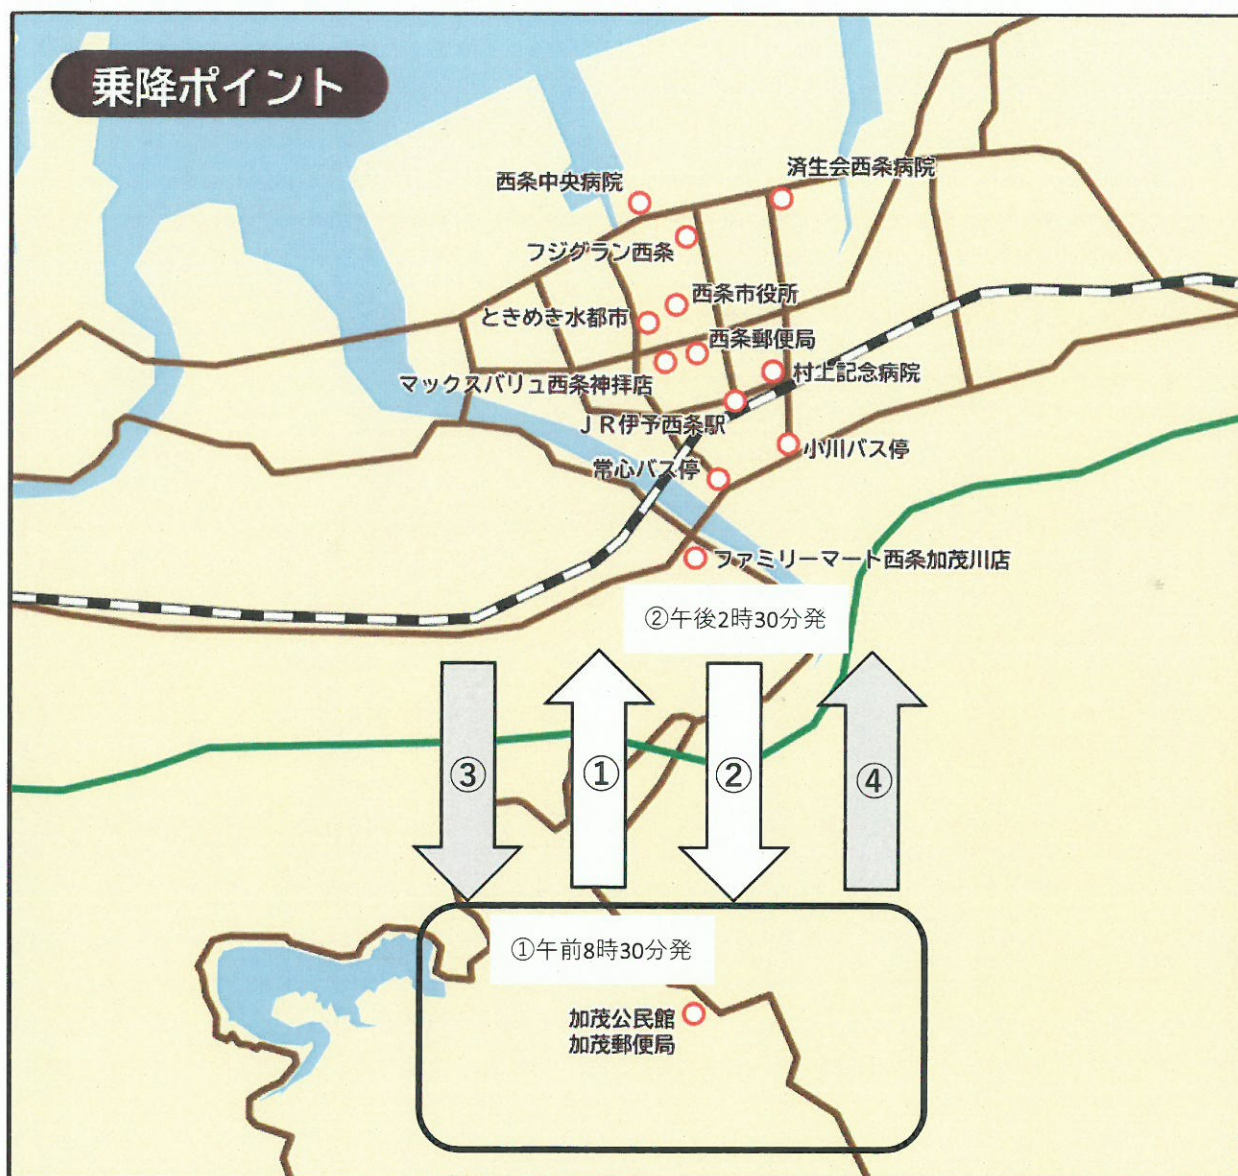 乗降ポイント
済生会西条病院
西条中央病院
フジグラン西条
西条市役所
ときめき水都市
西条郵便局
村上記念病院
マックスバリュ西条神拝店
JR伊予西条駅
小川バス停
常心バス停
ファミリーマート西条加茂川店
②午後2時30分発
③
①
②
④
①午前8時30分発
加茂公民館
加茂郵便局